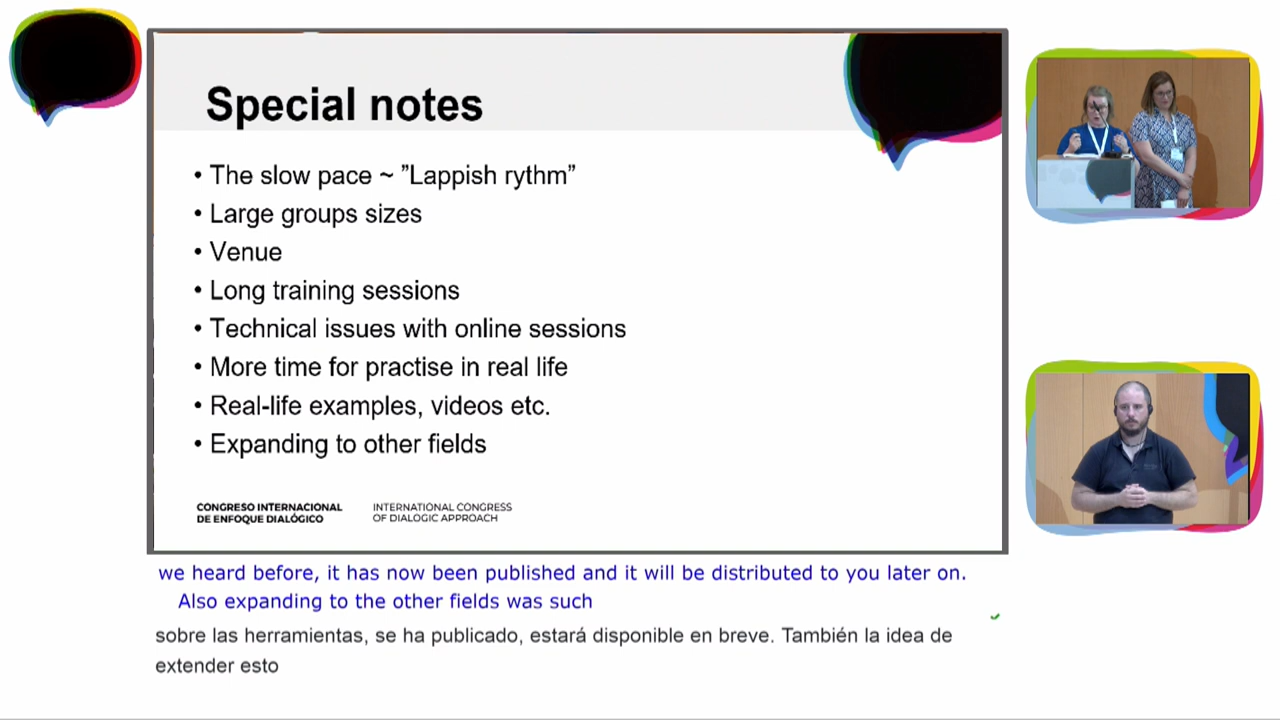 Special notes
• The slow pace ~ ”Lappish rythm”
• Large groups sizes
• Venue
• Long training sessions
• Technical issues with online sessions
• More time for practise in real life
• Real-life examples, videos etc.
• Expanding to other fields
CONGRESO INTERNACIONAL
DE ENFOQUE DIALÓGICO
INTERNATIONAL CONGRESS
OF DIALOGIC APPROACH
we heard before, it has now been published and it will be distributed to you later on.
Also expanding to the other fields was such
sobre las herramientas, se ha publicado, estará disponible en breve. También la idea de
extender esto